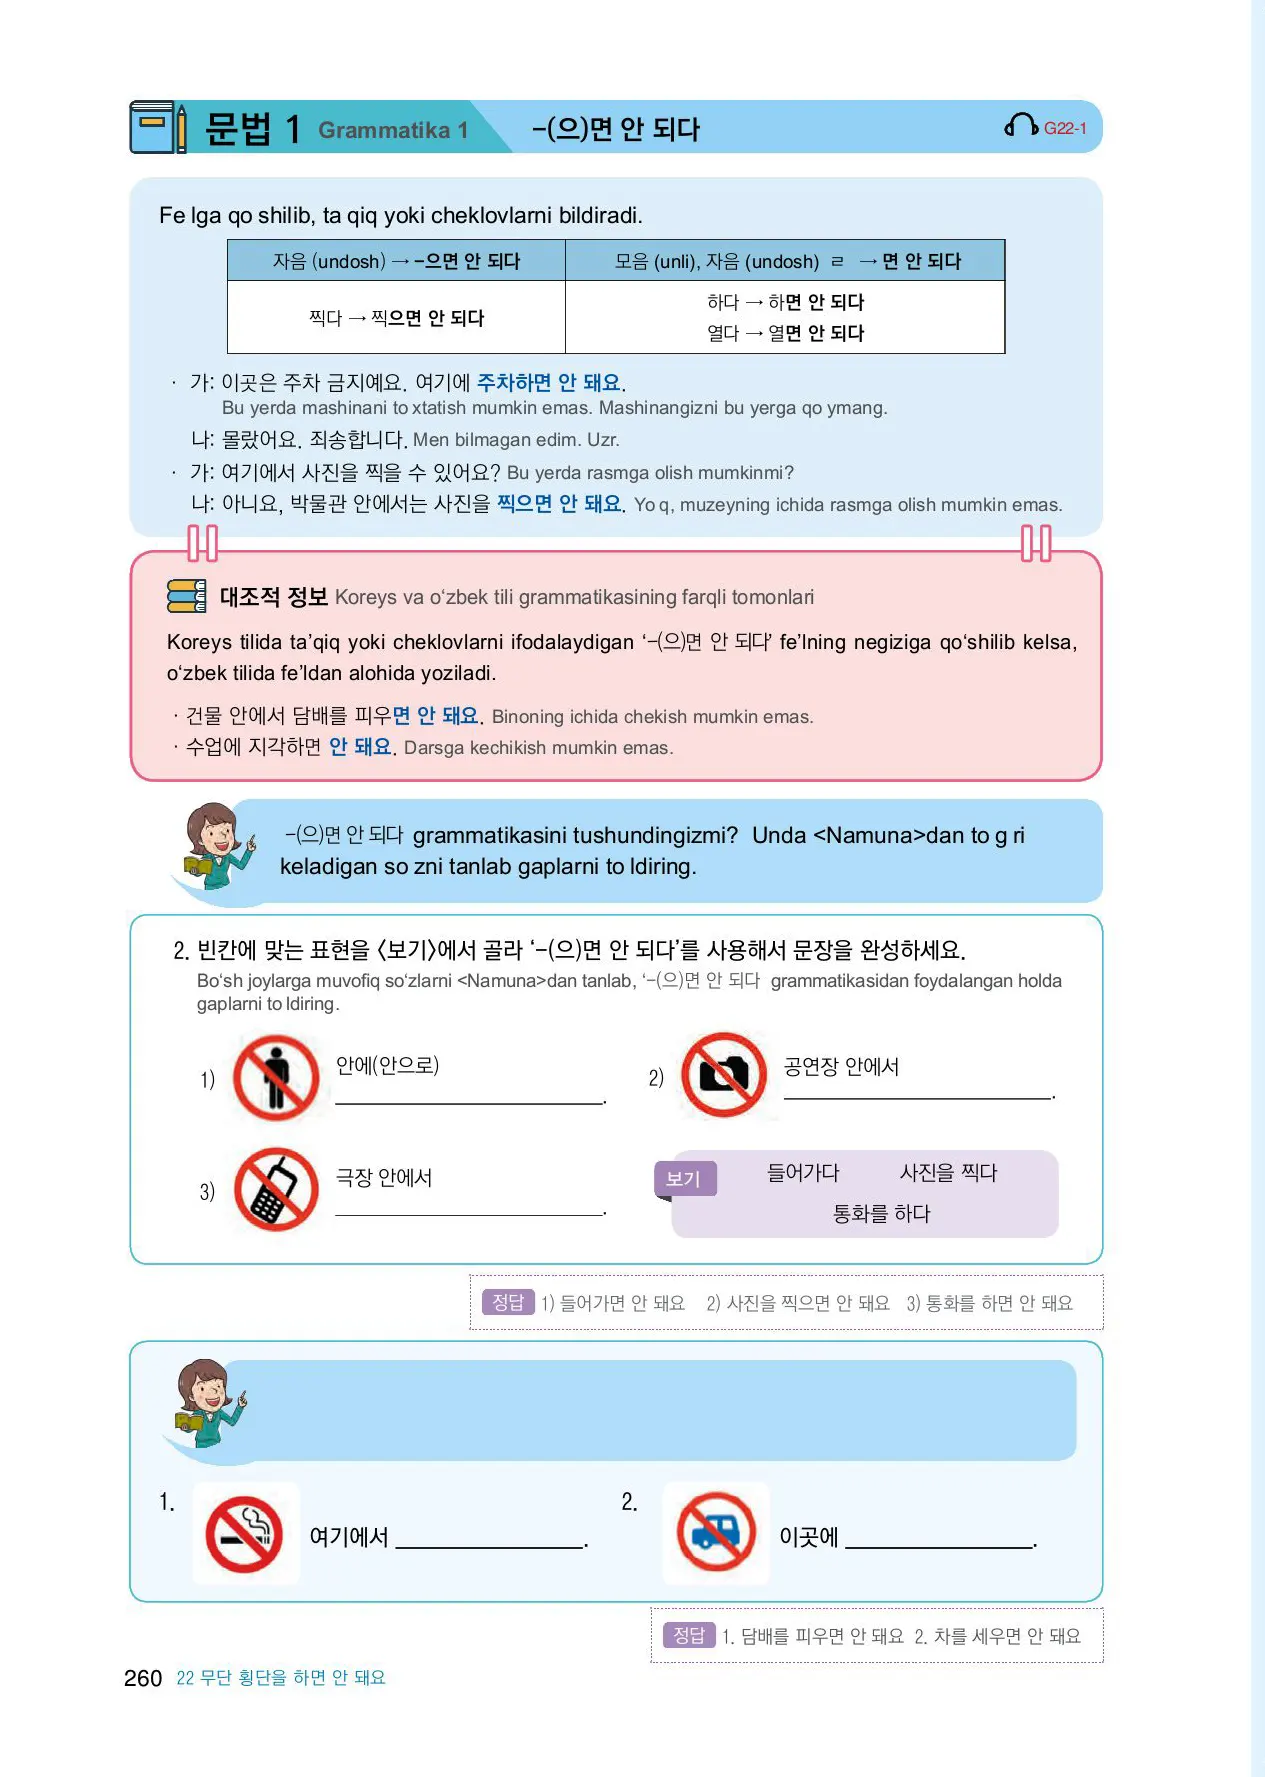 문법 1 Grammatika 1 -(으)면 안 되다 G22-1
Fe lga qo shilib, ta qiq yoki cheklovlarni bildiradi.
자음 (undosh) → -으면 안 되다 모음 (unli), 자음 (undosh) ㄹ → 면 안 되다
찍다 → 찍으면 안 되다 하다 → 하면 안 되다
열다 → 열면 안 되다
· 가: 이곳은 주차 금지예요. 여기에 주차하면 안 돼요.
Bu yerda mashinani to xtatish mumkin emas. Mashinangizni bu yerga qo ymang.
나: 몰랐어요. 죄송합니다. Men bilmagan edim. Uzr.
· 가: 여기에서 사진을 찍을 수 있어요? Bu yerda rasmga olish mumkinmi?
나: 아니요, 박물관 안에서는 사진을 찍으면 안 돼요. Yo q, muzeyning ichida rasmga olish mumkin emas.
대조적 정보 Koreys va o‘zbek tili grammatikasining farqli tomonlari
Koreys tilida ta’qiq yoki cheklovlarni ifodalaydigan ‘-(으)면 안 되다’ fe’lning negiziga qo‘shilib kelsa,
o‘zbek tilida fe’ldan alohida yoziladi.
· 건물 안에서 담배를 피우면 안 돼요. Binoning ichida chekish mumkin emas.
· 수업에 지각하면 안 돼요. Darsga kechikish mumkin emas.
-(으)면 안 되다 grammatikasini tushundingizmi? Unda <Namuna>dan to g ri
keladigan so zni tanlab gaplarni to ldiring.
2. 빈칸에 맞는 표현을 〈보기〉에서 골라 ‘-(으)면 안 되다’를 사용해서 문장을 완성하세요.
Bo‘sh joylarga muvofiq so‘zlarni <Namuna>dan tanlab, ‘-(으)면 안 되다 grammatikasidan foydalangan holda
gaplarni to ldiring.
1) 안에(안으로) ______.
2) 공연장 안에서 ______.
3) 극장 안에서 ______.
보기 들어가다 사진을 찍다
통화를 하다
정답 1) 들어가면 안 돼요 2) 사진을 찍으면 안 돼요 3) 통화를 하면 안 돼요
1. 여기에서 ______.
2. 이곳에 ______.
정답 1. 담배를 피우면 안 돼요 2. 차를 세우면 안 돼요
260 22 무단 횡단을 하면 안 돼요